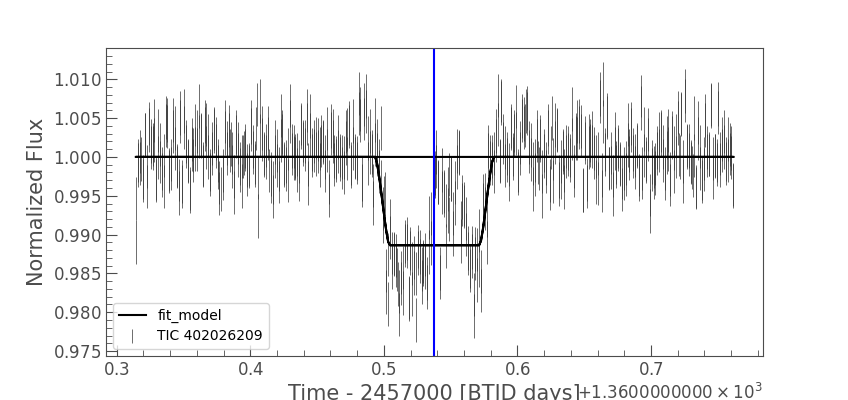 1.010
1.005
1.000
0.995
0.990
0.985
0.980
0.975
Normalized Flux
fit_model
TIC 402026209
0.3 0.4 0.5 0.6 0.7
Time - 2457000 [BTJD days]
+1.3600000000 × 10³